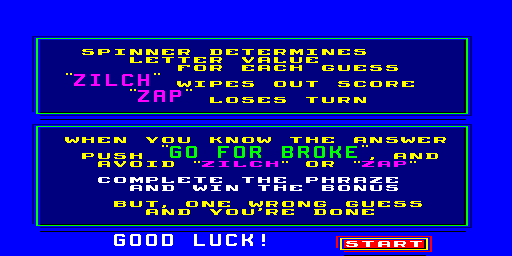 SPINNER DETERMINES
LETTER VALUE
FOR EACH GUESS
"ZILCH" WIPES OUT SCORE
"ZAP" LOSES TURN
WHEN YOU KNOW THE ANSWER
PUSH "GO FOR BROKE", AND
AVOID "ZILCH" OR "ZAP"
COMPLETE THE PHRAZE
AND WIN THE BONUS
BUT, ONE WRONG GUESS
AND YOU'RE DONE
GOOD LUCK!
START